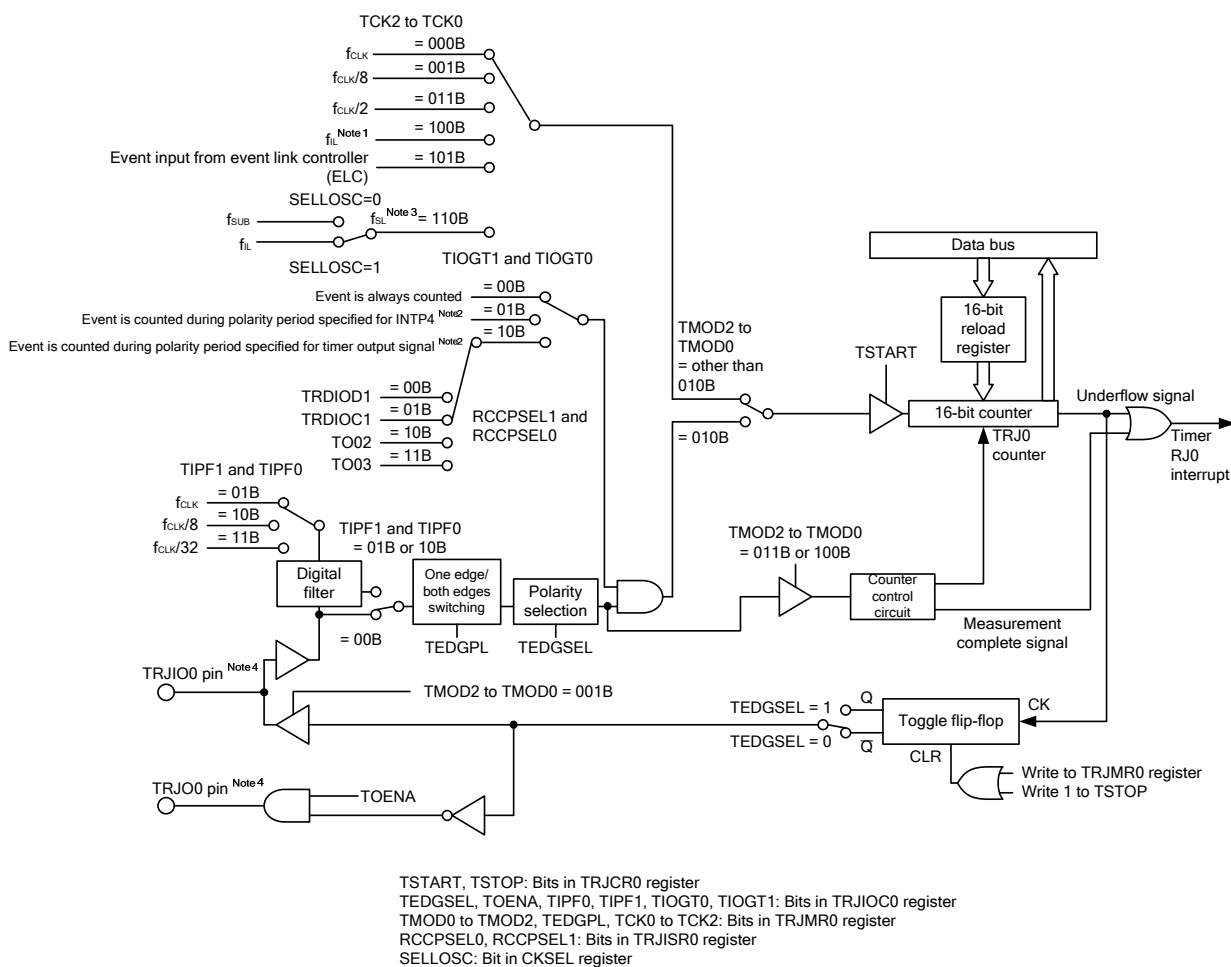 TCK2 to TCK0
fCLK = 000B
fCLK/8 = 001B
fCLK/2 = 011B
fIL Note 1 = 100B
Event input from event link controller
(ELC) = 101B
SELLOSC=0
fSUB
fSL Note 3 = 110B
fIL
SELLOSC=1
TIOGT1 and TIOGT0
Event is always counted = 00B
Event is counted during polarity period specified for INTP4 Note2 = 01B
Event is counted during polarity period specified for timer output signal Note2 = 10B
TRDIOD1 = 00B
TRDIOC1 = 01B
TO02 = 10B
TO03 = 11B
RCCPSEL1 and
RCCPSEL0
TMOD2 to
TMOD0
= other than
010B
= 010B
Data bus
16-bit
reload
register
TSTART
16-bit counter
TRJ0
counter
Underflow signal
Timer
RJ0
interrupt
TIPF1 and TIPF0
fCLK = 01B
fCLK/8 = 10B
fCLK/32 = 11B
TIPF1 and TIPF0
= 01B or 10B
Digital
filter
= 00B
One edge/
both edges
switching
TEDGPL
Polarity
selection
TEDGSEL
TMOD2 to TMOD0
= 011B or 100B
Counter
control
circuit
Measurement
complete signal
TRJIO0 pin Note 4
TMOD2 to TMOD0 = 001B
TEDGSEL = 1
TEDGSEL = 0
Q
Q̅
Toggle flip-flop
CK
CLR
Write to TRJMR0 register
Write 1 to TSTOP
TRJO0 pin Note 4
TOENA
TSTART, TSTOP: Bits in TRJCR0 register
TEDGSEL, TOENA, TIPF0, TIPF1, TIOGT0, TIOGT1: Bits in TRJIOC0 register
TMOD0 to TMOD2, TEDGPL, TCK0 to TCK2: Bits in TRJMR0 register
RCCPSEL0, RCCPSEL1: Bits in TRJISR0 register
SELLOSC: Bit in CKSEL register